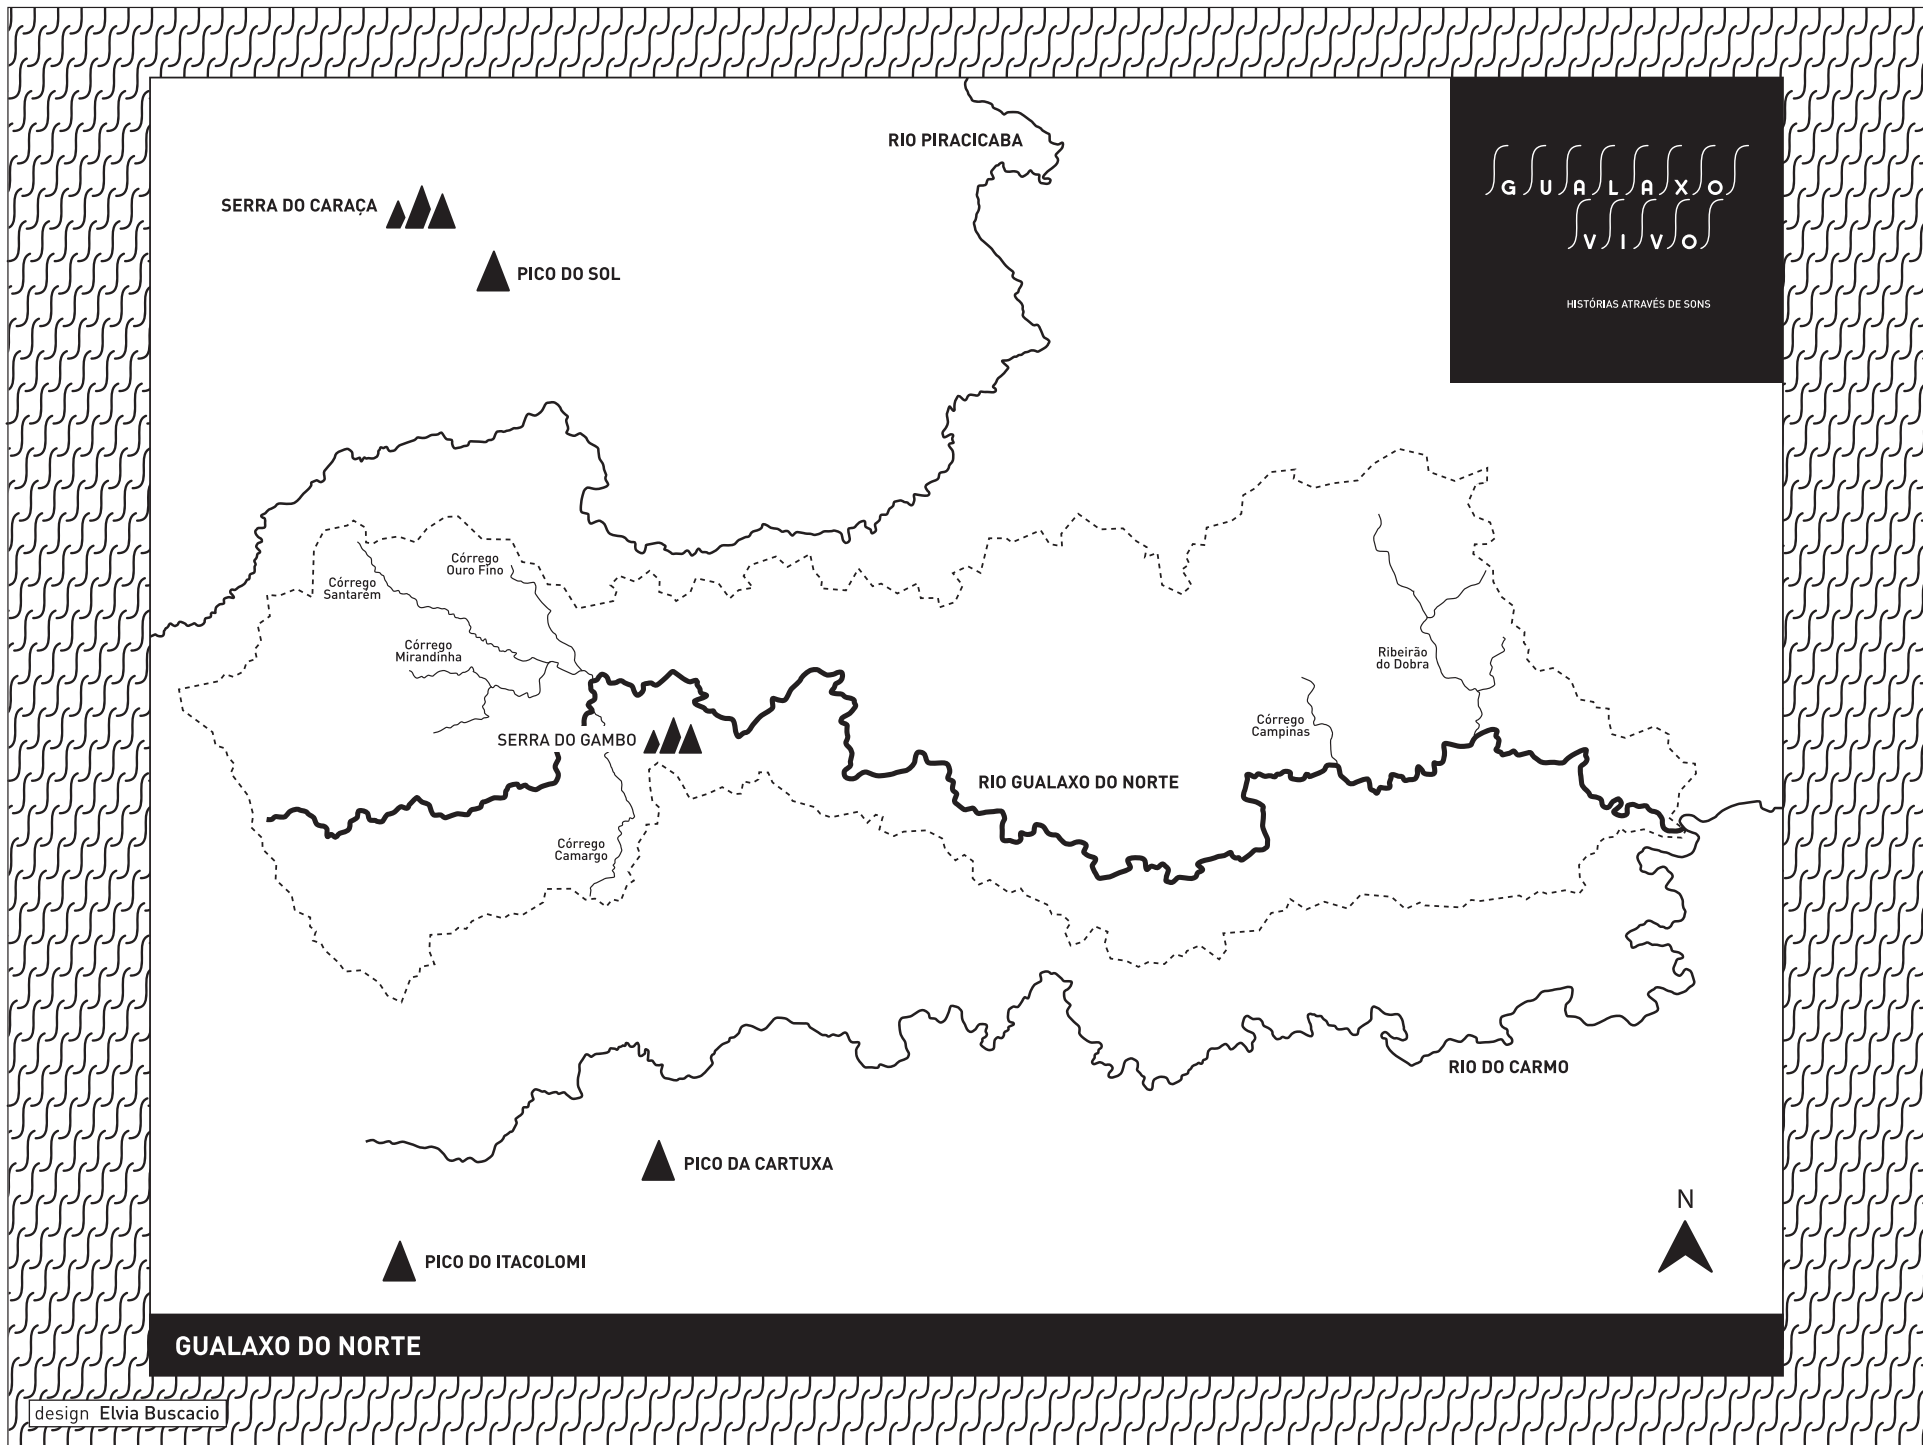 RIO PIRACICABA
GUALAXO
VIVO
HISTÓRIAS ATRAVÉS DE SONS
SERRA DO CARAÇA
PICO DO SOL
Córrego
Ouro Fino
Córrego
Santarém
Córrego
Mirandinha
Ribeirão
do Dobra
Córrego
Campinas
SERRA DO GAMBO
RIO GUALAXO DO NORTE
Córrego
Camargo
RIO DO CARMO
PICO DA CARTUXA
N
PICO DO ITACOLOMI
GUALAXO DO NORTE
design Elvia Buscacio